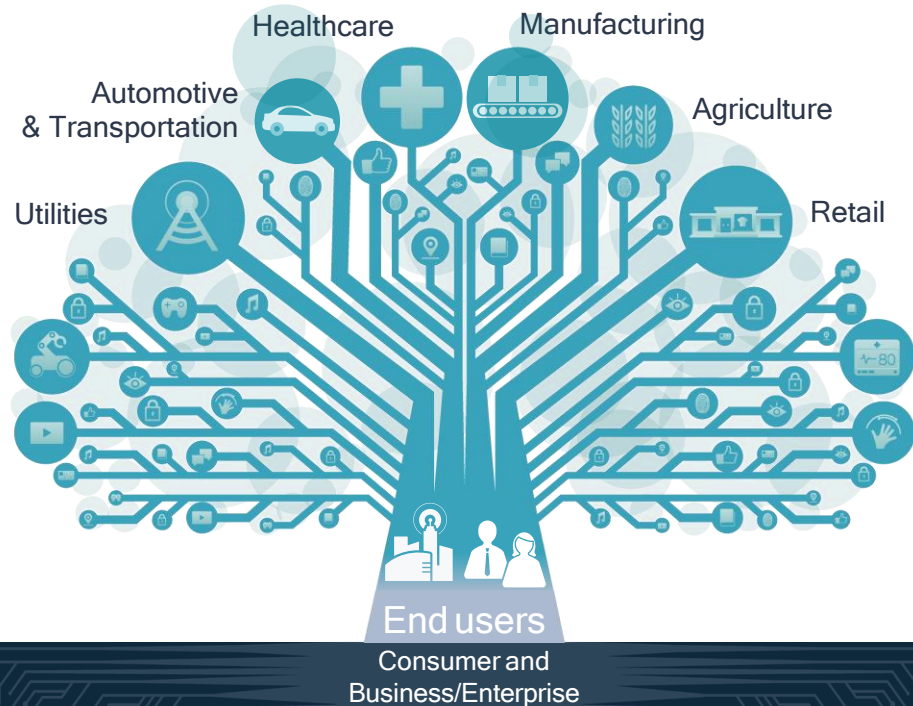 Healthcare
Manufacturing
Automotive
& Transportation
Agriculture
Utilities
Retail
80
End users
Consumer and
Business/Enterprise